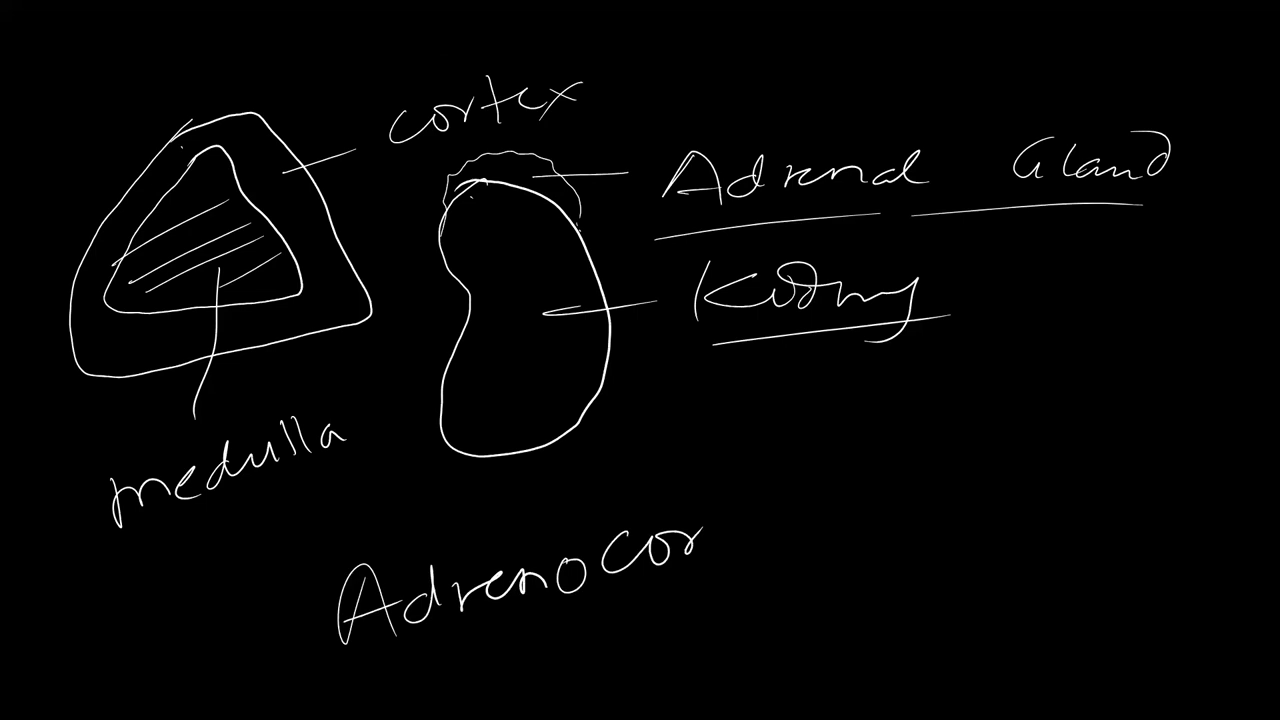 cortex
Adrenal Gland
Kidney
medulla
Adrenocor